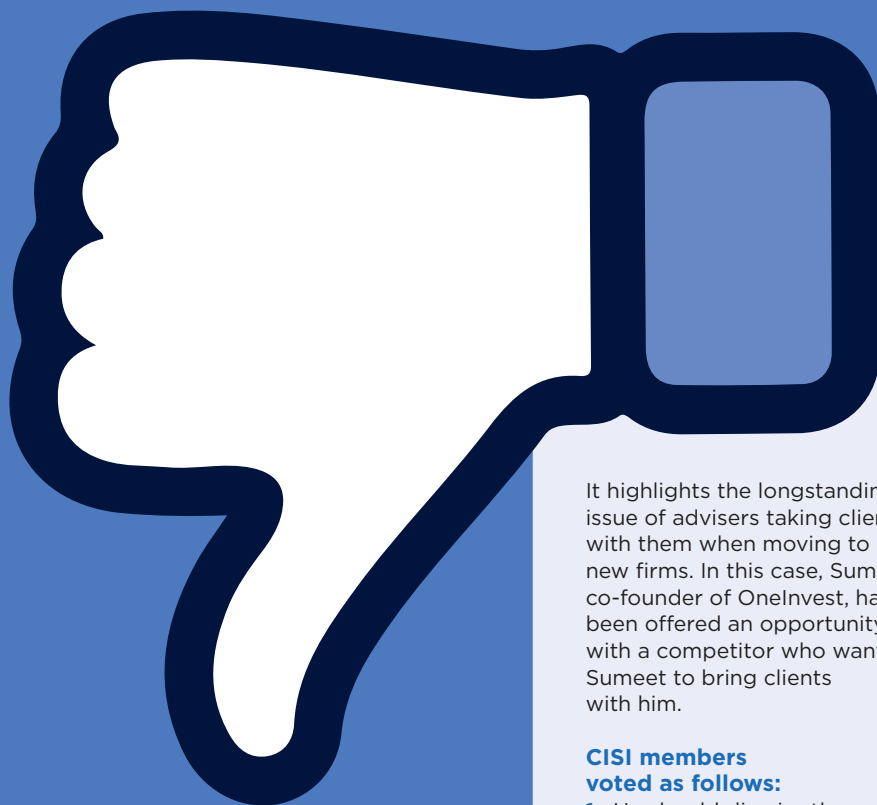 It highlights the longstandin
issue of advisers taking clien
with them when moving to
new firms. In this case, Sum
co-founder of OneInvest, ha
been offered an opportunity
with a competitor who want
Sumeet to bring clients
with him.
CISI members
voted as follows: